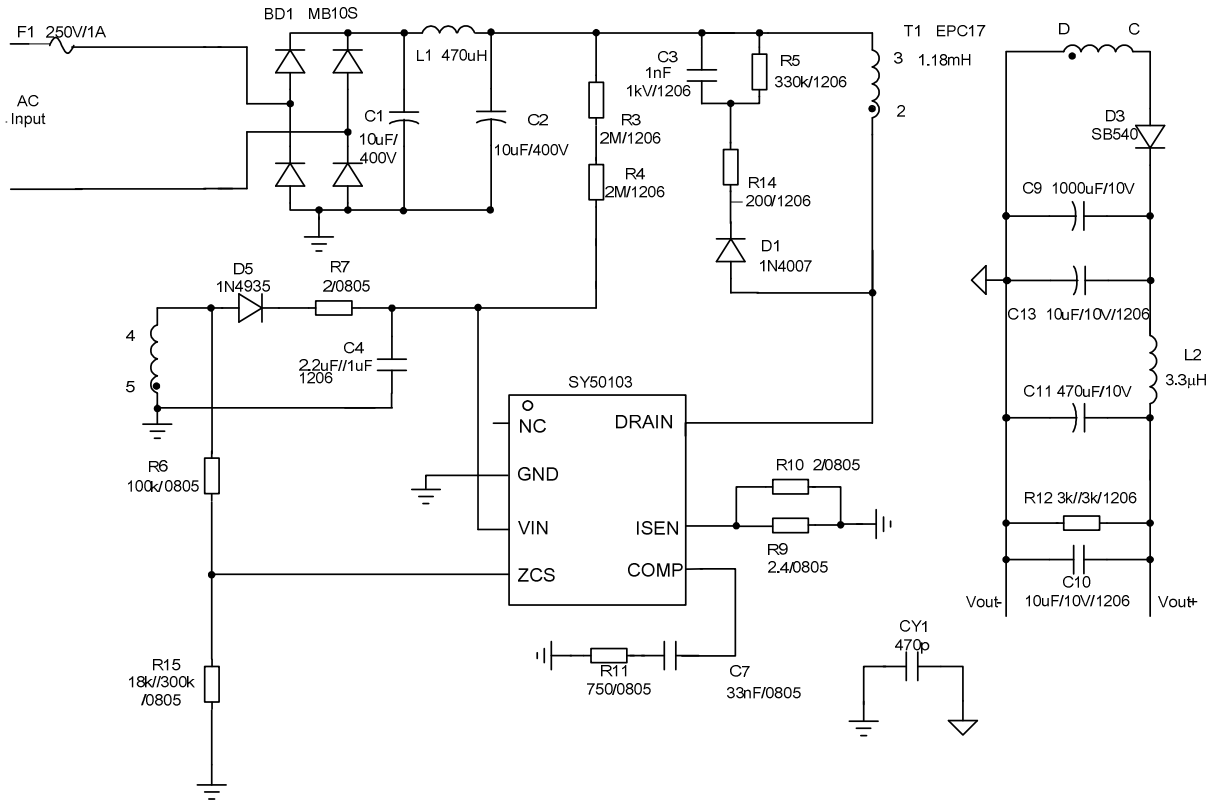 BD1 MB10S
F1 250V/1A
L1 470uH
AC
Input
C1
10uF/
400V
C2
10uF/400V
R3
2M/1206
R4
2M/1206
C3
1nF
1kV/1206
R5
330k/1206
R14
200/1206
D1
1N4007
T1 EPC17
3 1.18mH
2
D C
D3
SB540
C9 1000uF/10V
C13 10uF/10V/1206
L2
3.3µH
C11 470uF/10V
R12 3k//3k/1206
C10
10uF/10V/1206
Vout-
Vout+
D5
1N4935
R7
2/0805
4
5
C4
2.2uF//1uF
1206
SY50103
NC
GND
VIN
ZCS
DRAIN
ISEN
COMP
R10 2/0805
R9
2.4/0805
R6
100k/0805
R15
18k//300k
/0805
R11
750/0805
C7
33nF/0805
CY1
470p